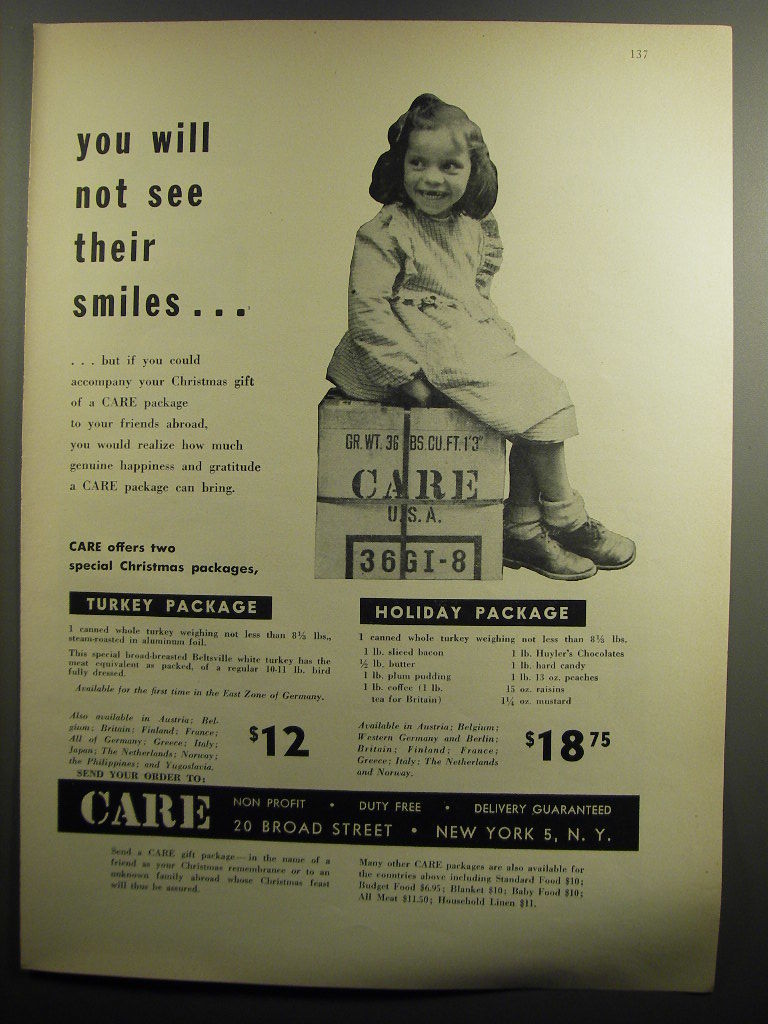 137
you will
not see
their
smiles . . .
. . . but if you could
accompany your Christmas gift
of a CARE package
to your friends abroad,
you would realize how much
genuine happiness and gratitude
a CARE package can bring.
GR. WT. 36 LBS. CU. FT. 1'3"
CARE
U.S.A.
36GI-8
CARE offers two
special Christmas packages,
TURKEY PACKAGE
1 canned whole turkey weighing not less than 8⅛ lbs.,
steam-roasted in aluminum foil.
This special broad-breasted Beltsville white turkey has the
meat equivalent as packed, of a regular 10-11 lb. bird
fully dressed.
Available for the first time in the East Zone of Germany.
Also available in Austria; Bel-
gium; Britain; Finland; France;
All of Germany; Greece; Italy;
Japan; The Netherlands; Norway;
the Philippines; and Yugoslavia.
$12
HOLIDAY PACKAGE
1 canned whole turkey weighing not less than 8⅛ lbs.
1 lb. sliced bacon
½ lb. butter
1 lb. plum pudding
1 lb. coffee (1 lb.
tea for Britain)
1 lb. Huyler's Chocolates
1 lb. hard candy
1 lb. 13 oz. peaches
15 oz. raisins
1¼ oz. mustard
Available in Austria; Belgium;
Western Germany and Berlin;
Britain; Finland; France;
Greece; Italy; The Netherlands
and Norway.
$18 75
SEND YOUR ORDER TO:
CARE
NON PROFIT • DUTY FREE • DELIVERY GUARANTEED
20 BROAD STREET • NEW YORK 5, N. Y.
Send a CARE gift package—in the name of a
friend as your Christmas remembrance or to an
unknown family abroad whose Christmas feast
will thus be assured.
Many other CARE packages are also available for
the countries above including Standard Food $10;
Budget Food $6.95; Blanket $10; Baby Food $10;
All Meat $11.50; Household Linen $11.